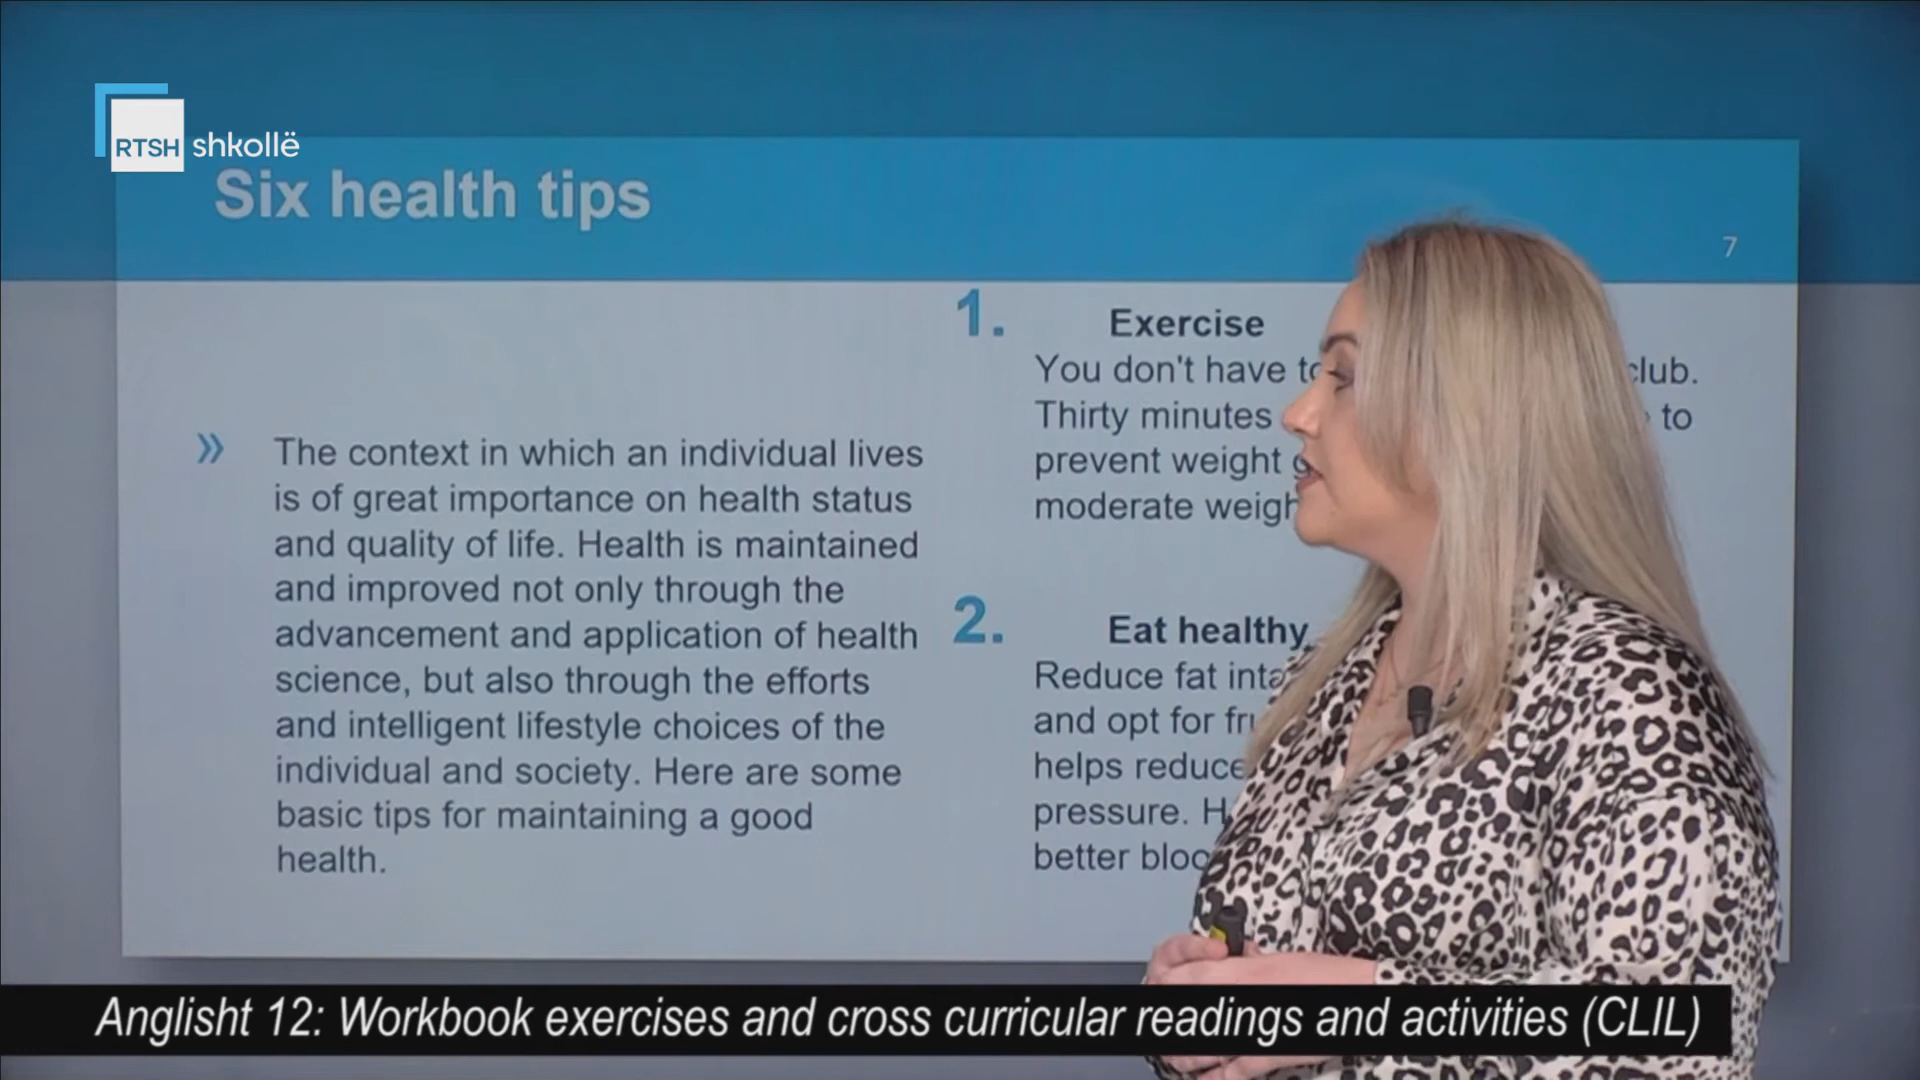 RTSH shkollë
Six health tips
7
The context in which an individual lives
is of great importance on health status
and quality of life. Health is maintained
and improved not only through the
advancement and application of health
science, but also through the efforts
and intelligent lifestyle choices of the
individual and society. Here are some
basic tips for maintaining a good
health.
1. Exercise
You don't have club.
Thirty minutes to
prevent weight
moderate
2. Eat healthy
Reduce fat
and opt for
helps reduce
pressure.
better
Anglisht 12: Workbook exercises and cross curricular readings and activities (CLIL)